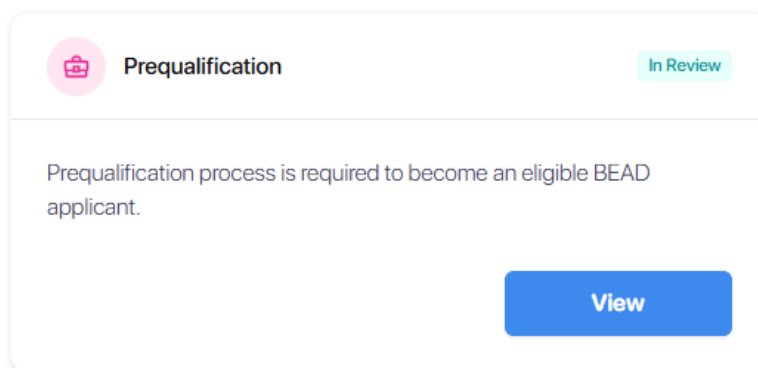 Prequalification
In Review
Prequalification process is required to become an eligible BEAD
applicant.
View